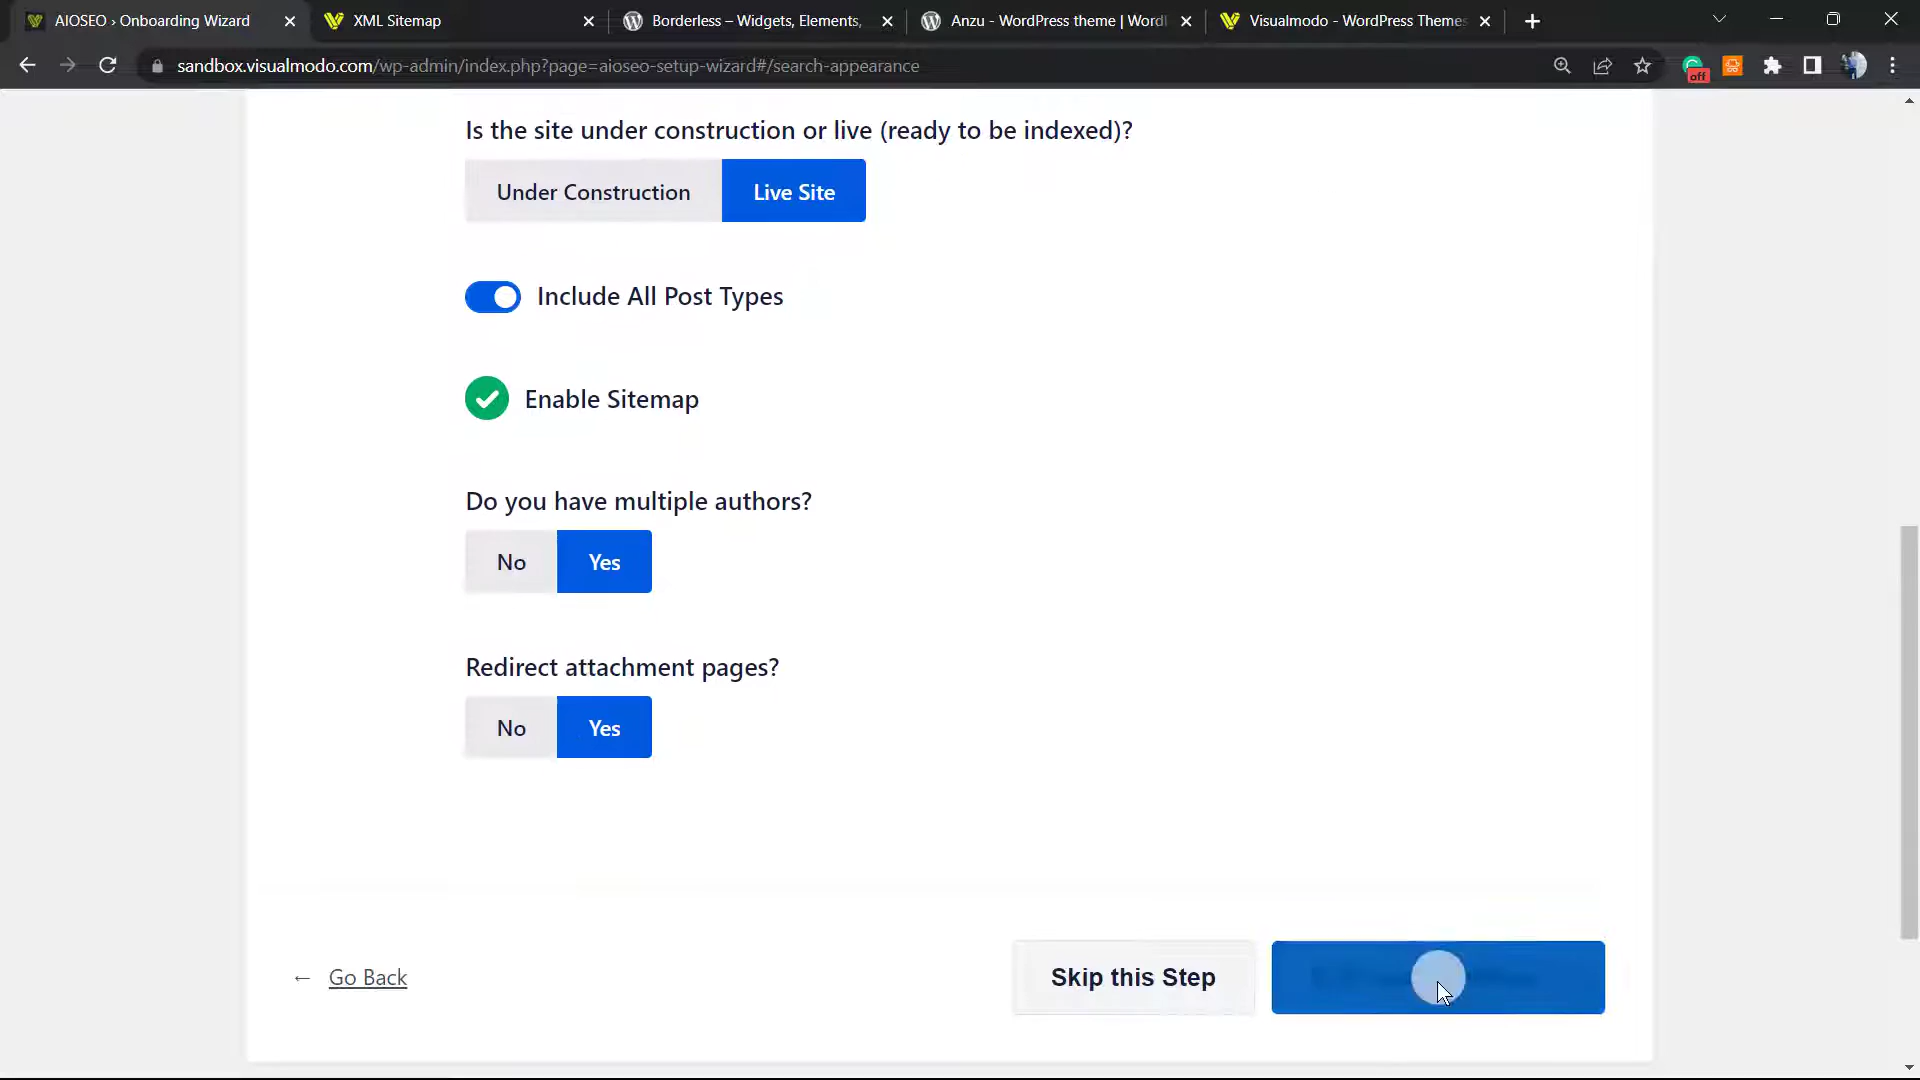 AIOSEO › Onboarding Wizard
XML Sitemap
Borderless – Widgets, Elements,
Anzu - WordPress theme | Word
Visualmodo - WordPress Themes
sandbox.visualmodo.com/wp-admin/index.php?page=aioseo-setup-wizard#/search-appearance
off
Is the site under construction or live (ready to be indexed)?
Under Construction
Live Site
Include All Post Types
Enable Sitemap
Do you have multiple authors?
No
Yes
Redirect attachment pages?
No
Yes
← Go Back
Skip this Step